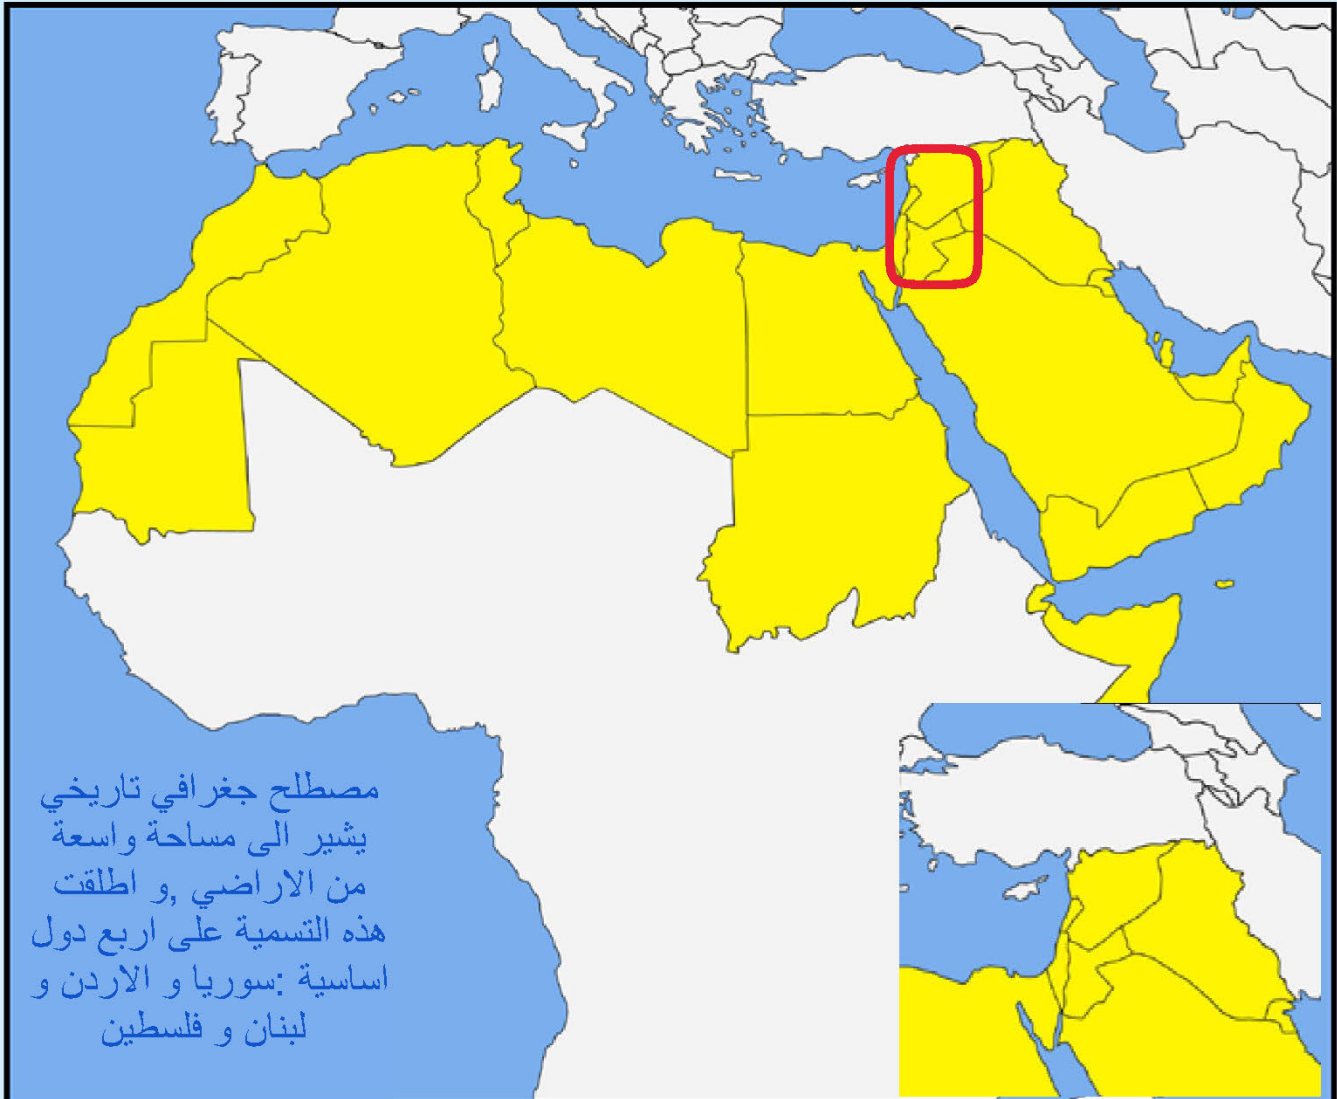 مصطلح جغرافي تاريخي
يشير الى مساحة واسعة
من الاراضي ,و اطلقت
هذه التسمية على اربع دول
اساسية :سوريا و الاردن و
لبنان و فلسطين